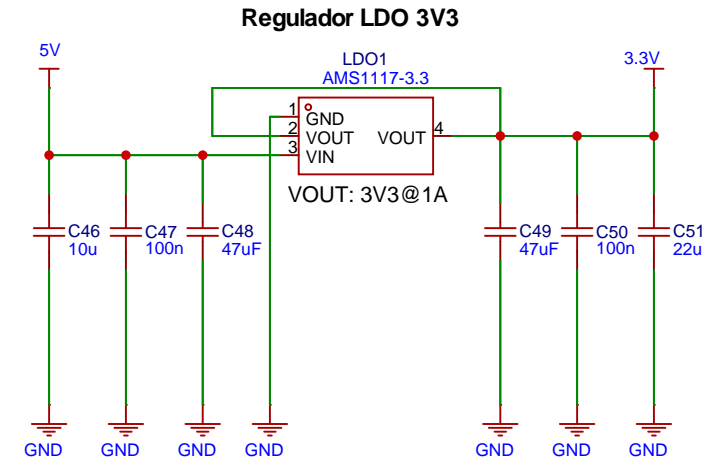 Regulador LDO 3V3
5V
LDO1
3.3V
AMS1117-3.3
1
GND
2
VOUT
VOUT
4
3
VIN
VOUT: 3V3@1A
C46
10u
C47
100n
C48
47uF
C49
47uF
C50
100n
C51
22u
GND
GND
GND
GND
GND
GND
GND